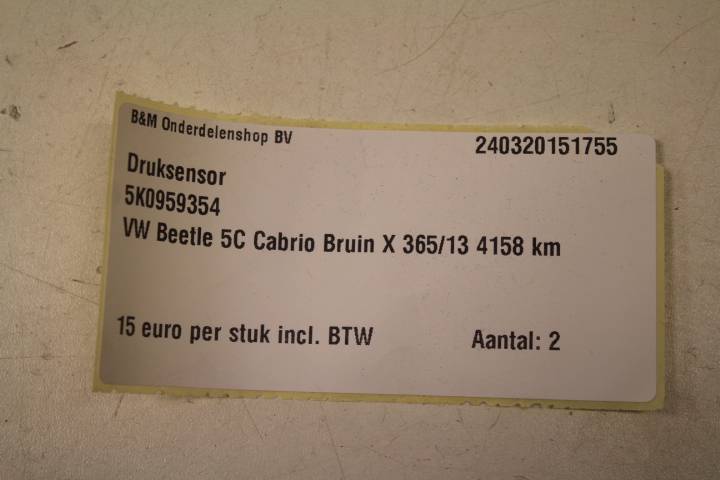 B&M Onderdelenshop BV 240320151755
Druksensor
5K0959354
VW Beetle 5C Cabrio Bruin X 365/13 4158 km
15 euro per stuk incl. BTW Aantal: 2